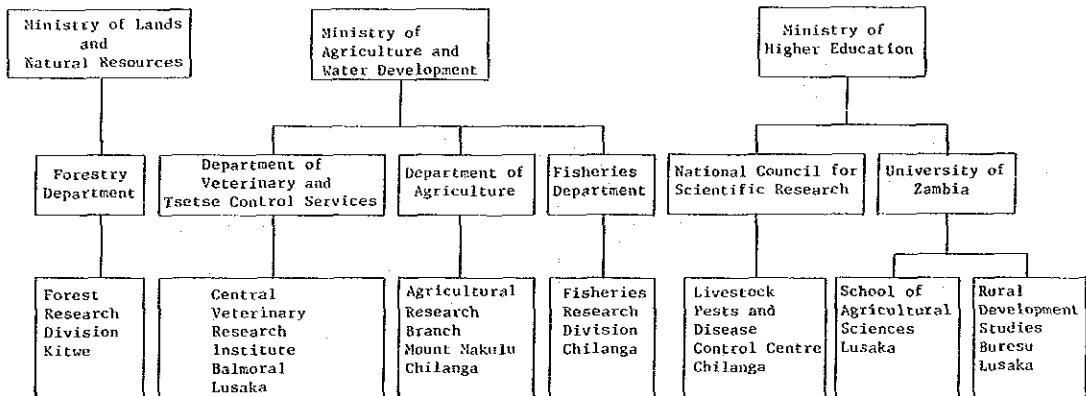 Ministry of Lands
and
Natural Resources
Ministry of
Agriculture and
Water Development
Ministry of
Higher Education
Forestry
Department
Department of
Veterinary and
Tsetse Control Services
Department of
Agriculture
Fisheries
Department
National Council for
Scientific Research
University of
Zambia
Forest
Research
Division
Kitwe
Central
Veterinary
Research
Institute
Balmoral
Lusaka
Agricultural
Research
Branch
Mount Makulu
Chilanga
Fisheries
Research
Division
Chilanga
Livestock
Pests and
Disease
Control Centre
Chilanga
School of
Agricultural
Sciences
Lusaka
Rural
Development
Studies
Buresu
Lusaka